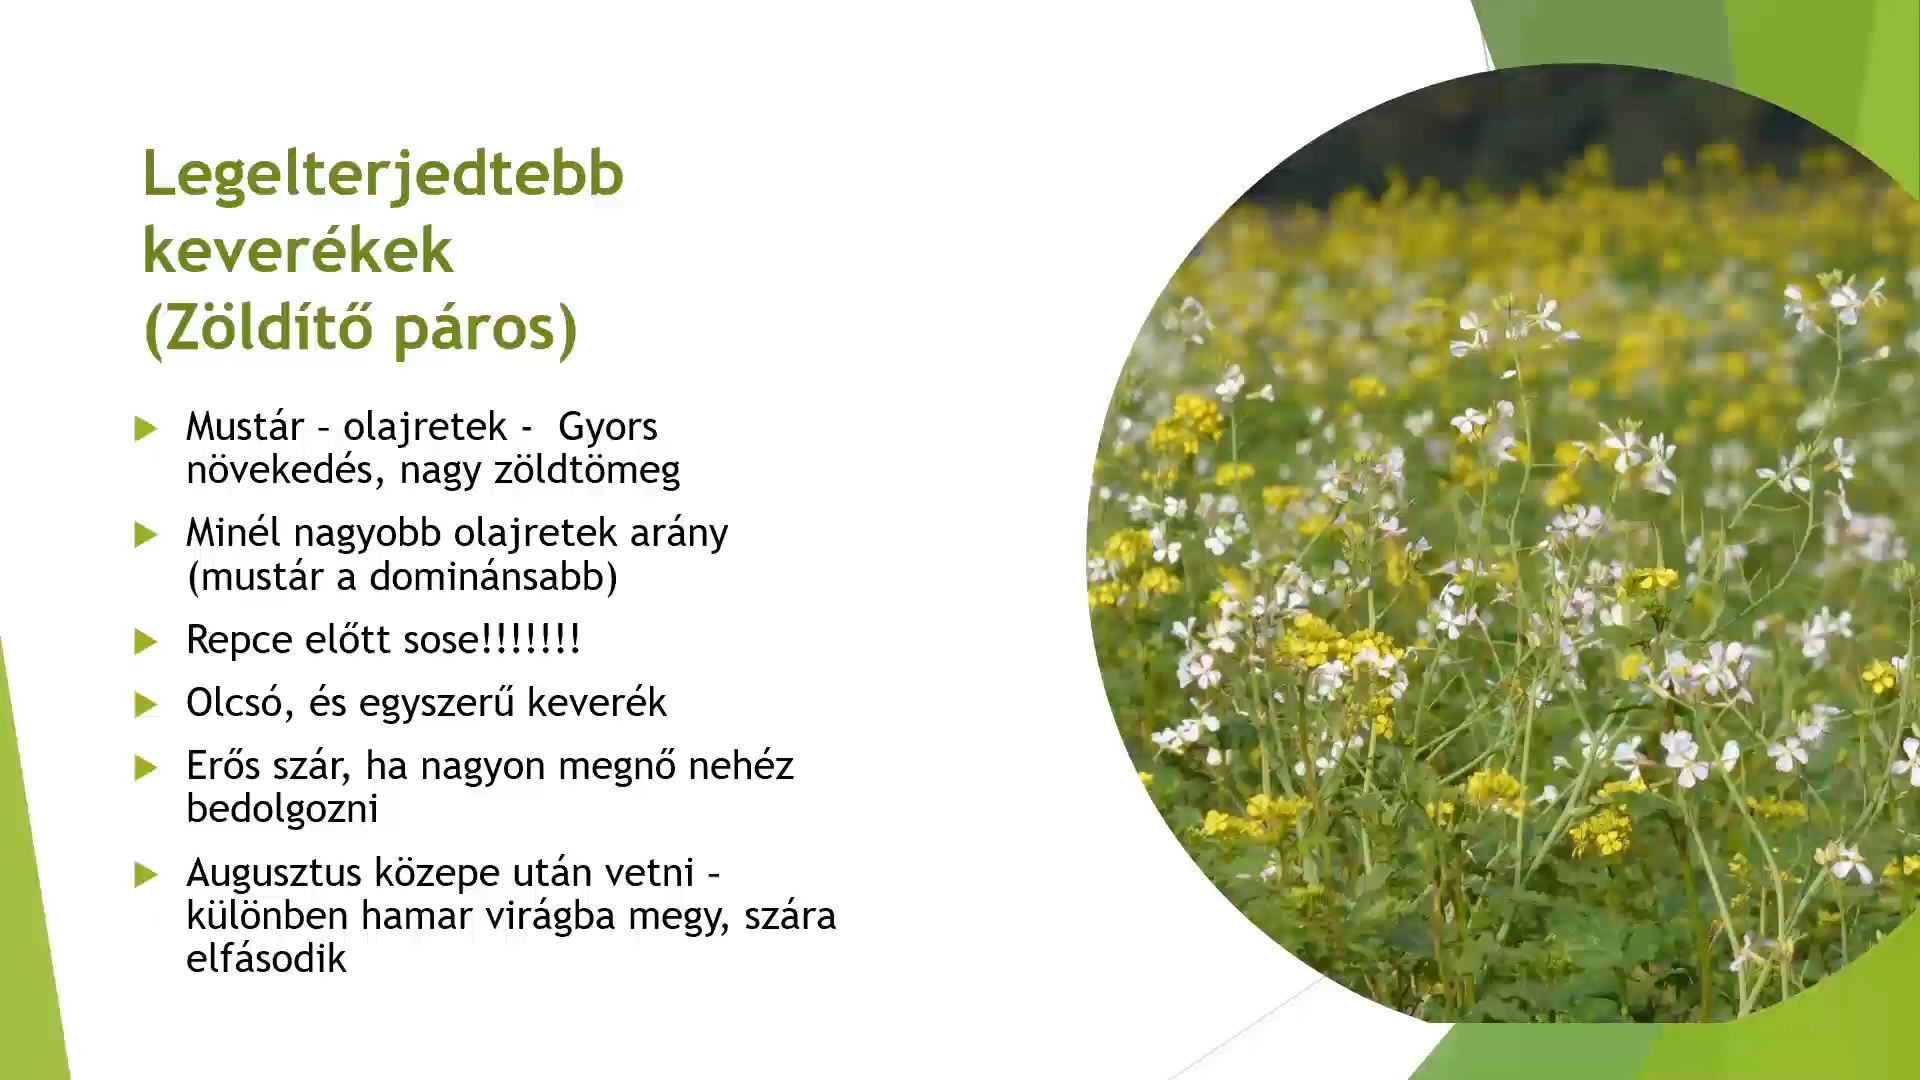 Legelterjedtebb
keverékek
(Zöldítő páros)
Mustár – olajretek -  Gyors
növekedés, nagy zöldtömeg
Minél nagyobb olajretek arány
(mustár a dominánsabb)
Repce előtt sose!!!!!!!
Olcsó, és egyszerű keverék
Erős szár, ha nagyon megnő nehéz
bedolgozni
Augusztus közepe után vetni –
különben hamar virágba megy, szára
elfásodik